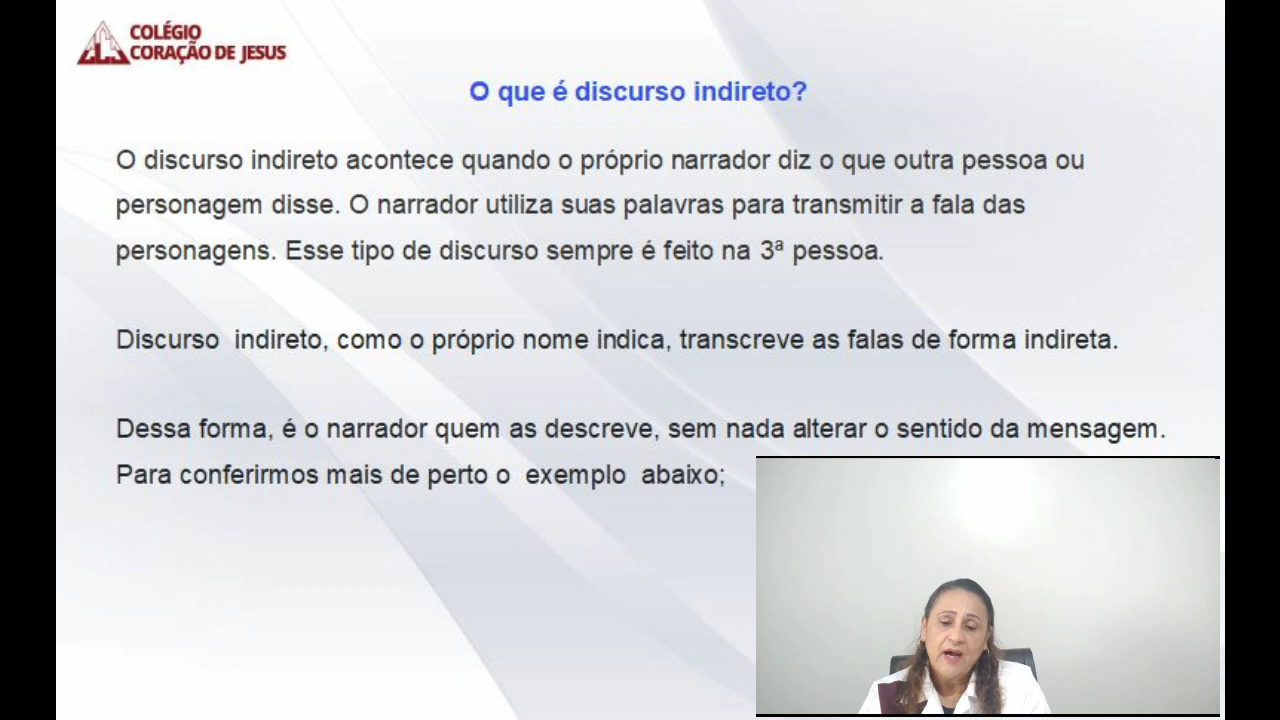 COLÉGIO
CORAÇÃO DE JESUS
O que é discurso indireto?
O discurso indireto acontece quando o próprio narrador diz o que outra pessoa ou
personagem disse. O narrador utiliza suas palavras para transmitir a fala das
personagens. Esse tipo de discurso sempre é feito na 3ª pessoa.
Discurso indireto, como o próprio nome indica, transcreve as falas de forma indireta.
Dessa forma, é o narrador quem as descreve, sem nada alterar o sentido da mensagem.
Para conferirmos mais de perto o exemplo abaixo;